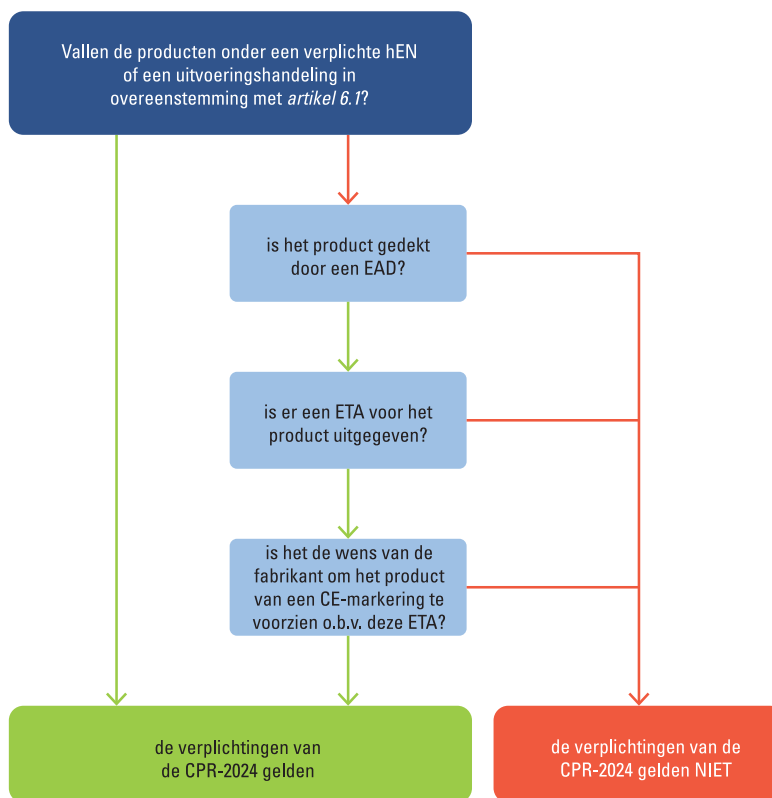 Vallen de producten onder een verplichte hEN
of een uitvoeringshandeling in
overeenstemming met artikel 6.1?
is het product gedekt
door een EAD?
is er een ETA voor het
product uitgegeven?
is het de wens van de
fabrikant om het product
van een CE-markering te
voorzien o.b.v. deze ETA?
de verplichtingen van
de CPR-2024 gelden
de verplichtingen van de
CPR-2024 gelden NIET